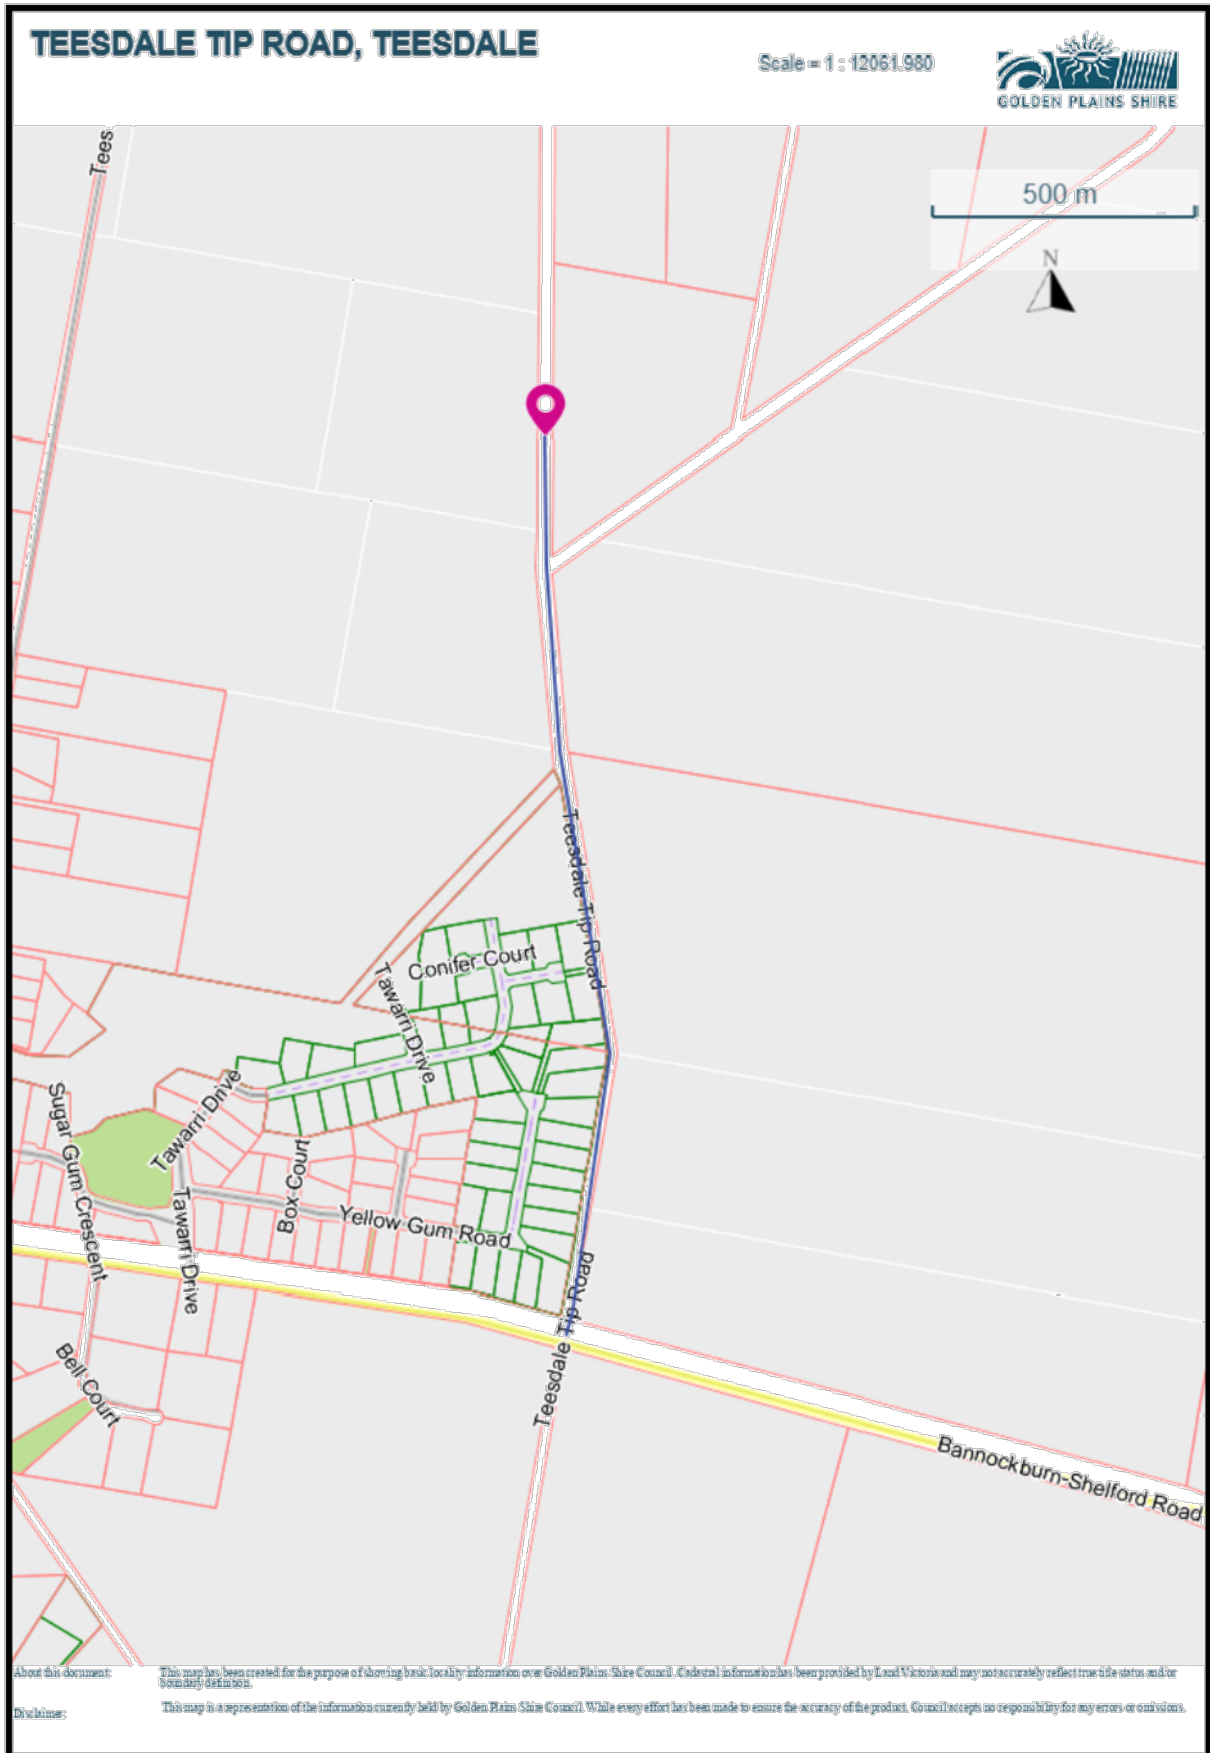 TEESDALE TIP ROAD, TEESDALE
Scale = 1 : 12061.980
GOLDEN PLAINS SHIRE
Tees
500 m
N
Teesdale Tip Road
Conifer Court
Tawarri Drive
Tawarri Drive
Sugar Gum Crescent
Box Court
Tawarri Drive
Yellow Gum Road
Teesdale Tip Road
Bell Court
Bannockburn-Shelford Road
About this document:
This map has been created for the purpose of showing basic locality information over Golden Plains Shire Council. Cadastral information has been provided by Land Victoria and may not accurately reflect true title status and/or
boundary definition.
Disclaimer:
This map is a representation of the information currently held by Golden Plains Shire Council. While every effort has been made to ensure the accuracy of the product, Council accepts no responsibility for any errors or omissions.